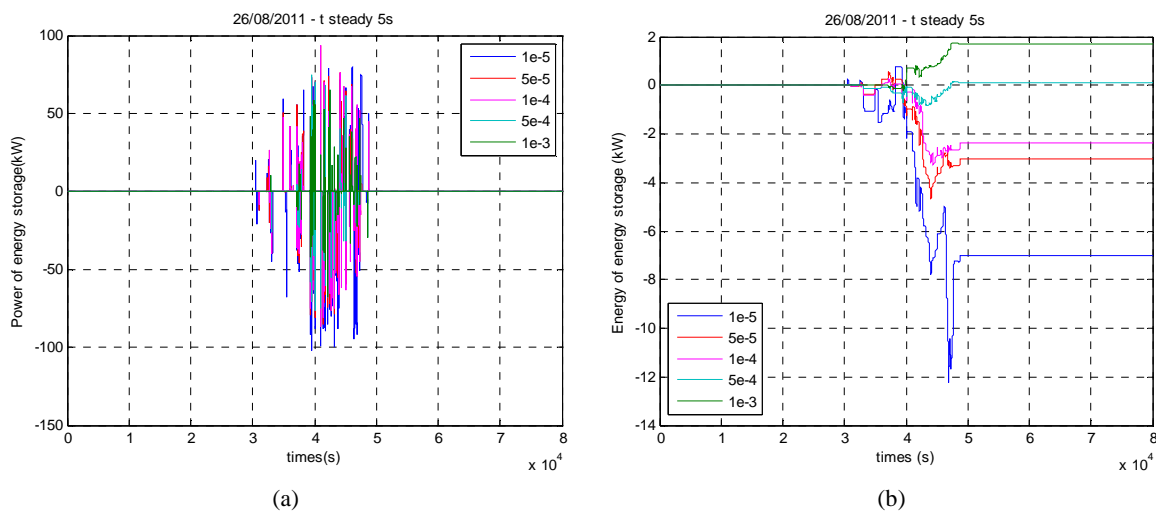 26/08/2011 - t steady 5s
100
50
0
-50
-100
-150
Power of energy storage(kW)
1e-5
5e-5
1e-4
5e-4
1e-3
0 1 2 3 4 5 6 7 8
times(s)
x 10^4
(a)
26/08/2011 - t steady 5s
2
0
-2
-4
-6
-8
-10
-12
-14
Energy of energy storage (kW)
1e-5
5e-5
1e-4
5e-4
1e-3
0 1 2 3 4 5 6 7 8
times (s)
x 10^4
(b)